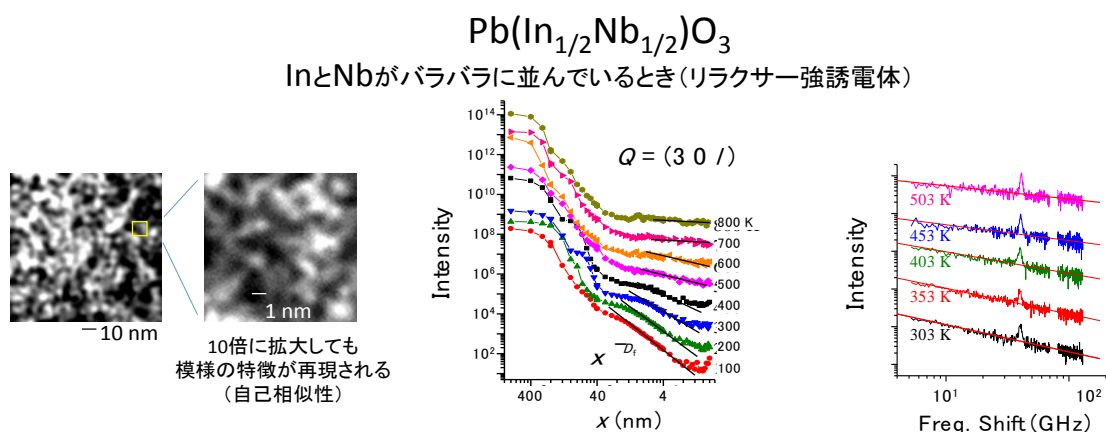 Pb(In1/2Nb1/2)O3
InとNbがバラバラに並んでいるとき(リラクサー強誘電体)
10 nm
1 nm
10倍に拡大しても
模様の特徴が再現される
(自己相似性)
Intensity
10^14
10^12
10^10
10^8
10^6
10^4
10^2
Q = (3 0 l)
800 K
700
600
500
400
300
200
100
x^-Df
400
40
4
x (nm)
Intensity
503 K
453 K
403 K
353 K
303 K
10^1
10^2
Freq. Shift (GHz)